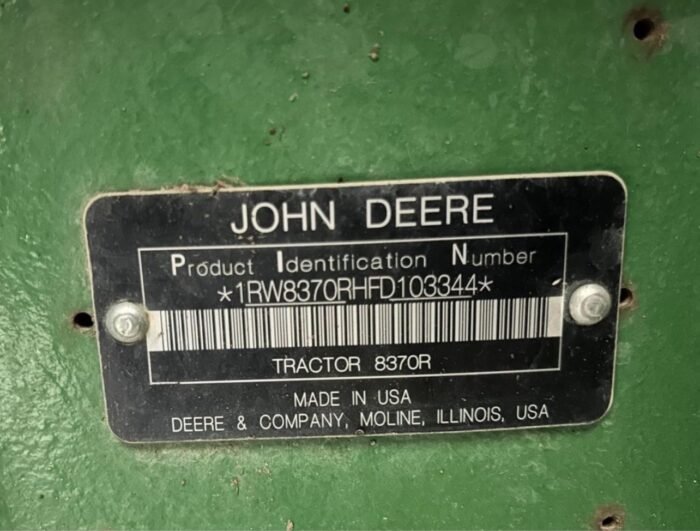 JOHN DEERE
Product Identification Number
*1RW8370RHFD103344*
TRACTOR 8370R
MADE IN USA
DEERE & COMPANY, MOLINE, ILLINOIS, USA